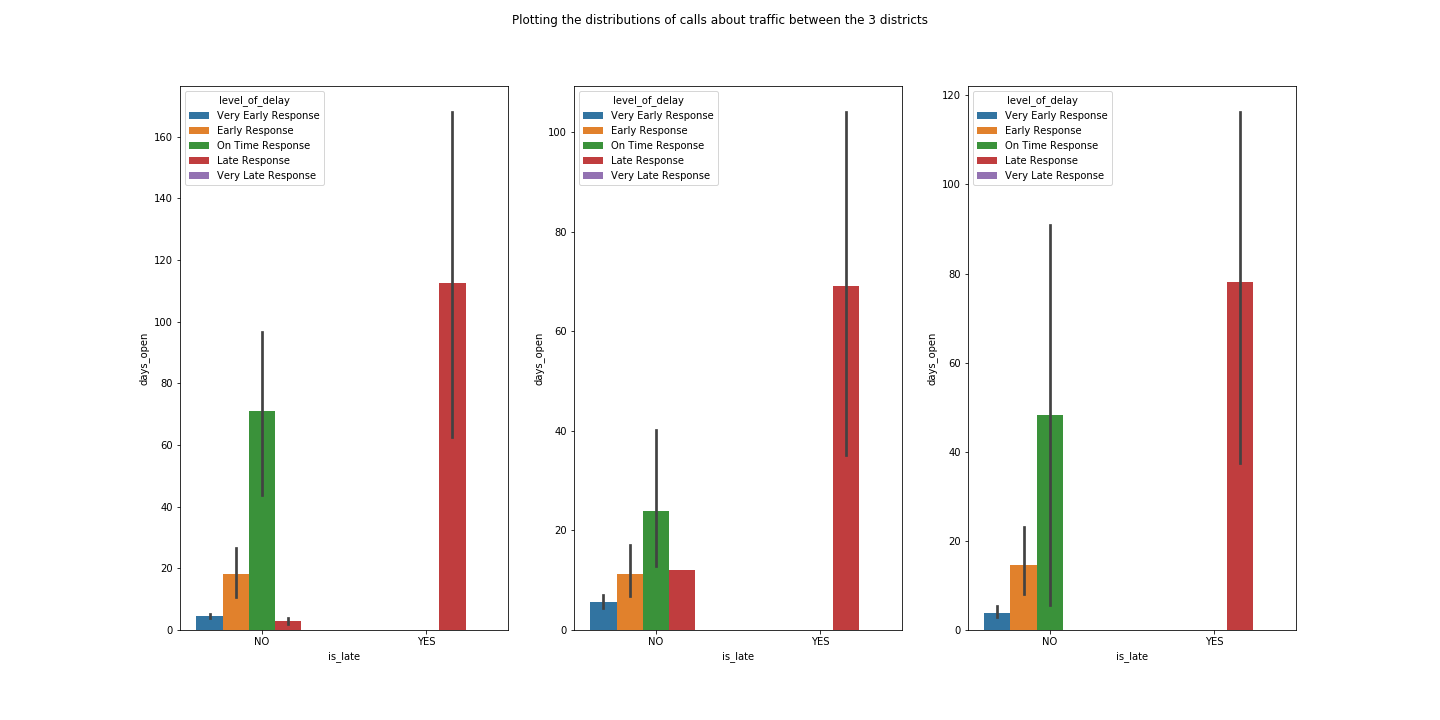 Plotting the distributions of calls about traffic between the 3 districts
level_of_delay
Very Early Response
Early Response
On Time Response
Late Response
Very Late Response
160
140
120
100
80
60
40
20
0
days_open
NO
YES
is_late
level_of_delay
Very Early Response
Early Response
On Time Response
Late Response
Very Late Response
100
80
60
40
20
0
days_open
NO
YES
is_late
level_of_delay
Very Early Response
Early Response
On Time Response
Late Response
Very Late Response
120
100
80
60
40
20
0
days_open
NO
YES
is_late